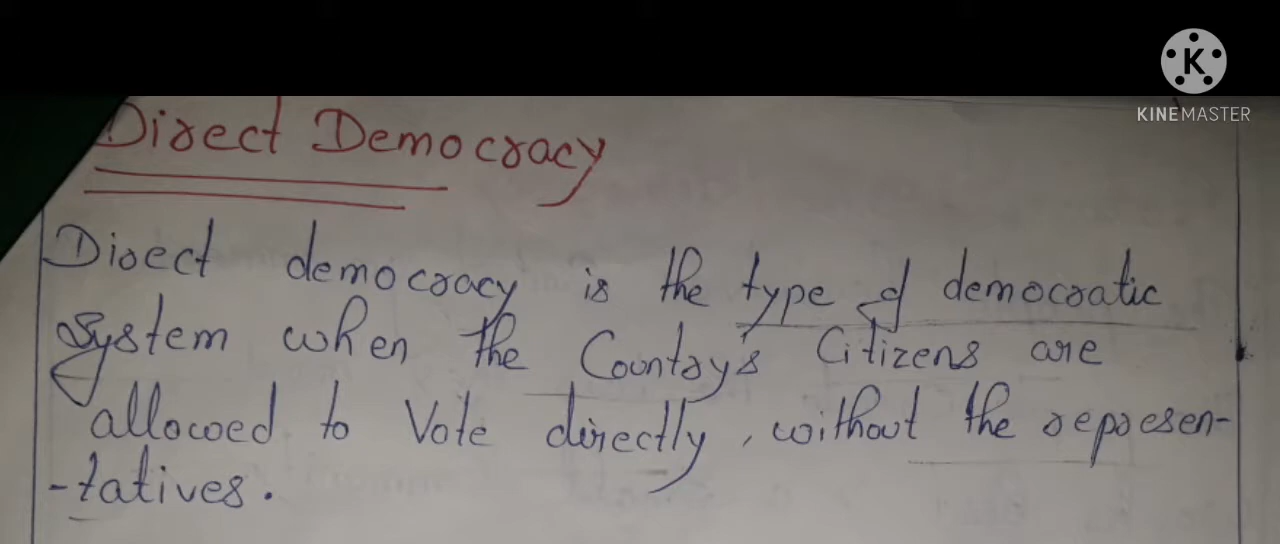 KINEMASTER
Direct Democracy
Direct democracy is the type of democratic
System when the Country's Citizens are
allowed to Vote directly, without the represen-
-tatives.